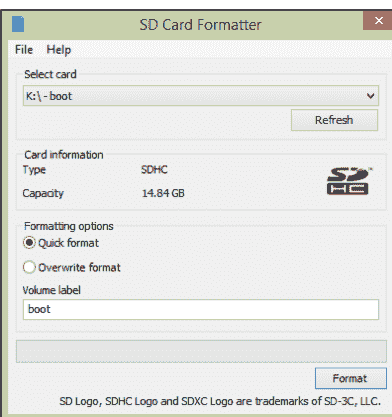 SD Card Formatter
File Help
Select card
K:\ - boot
Refresh
Card information
Type SDHC
Capacity 14.84 GB
SD
HC
Formatting options
Quick format
Overwrite format
Volume label
boot
Format
SD Logo, SDHC Logo and SDXC Logo are trademarks of SD-3C, LLC.